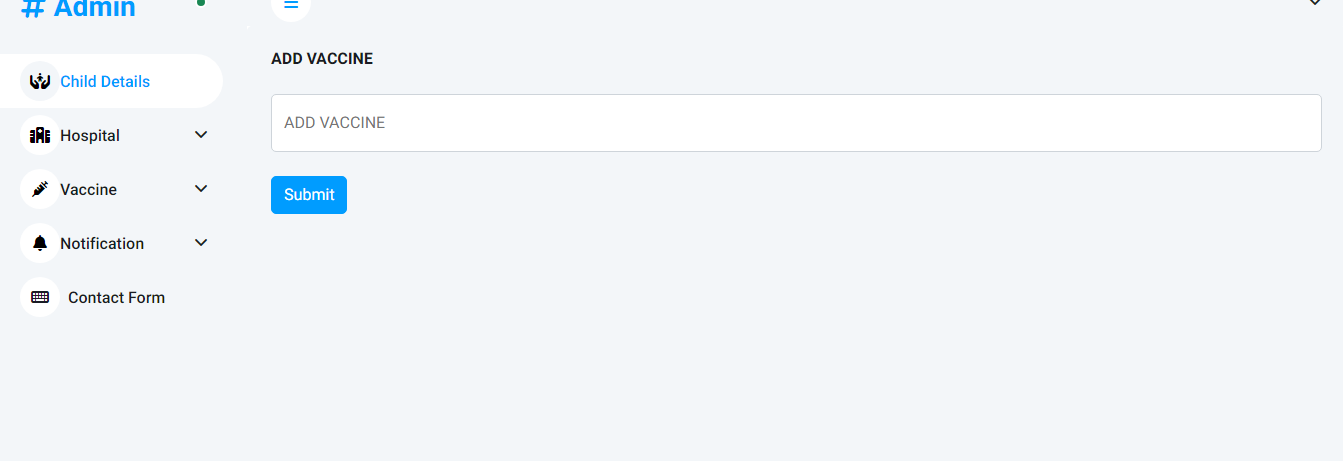 # Admin
Child Details
Hospital
Vaccine
Notification
Contact Form
ADD VACCINE
ADD VACCINE
Submit